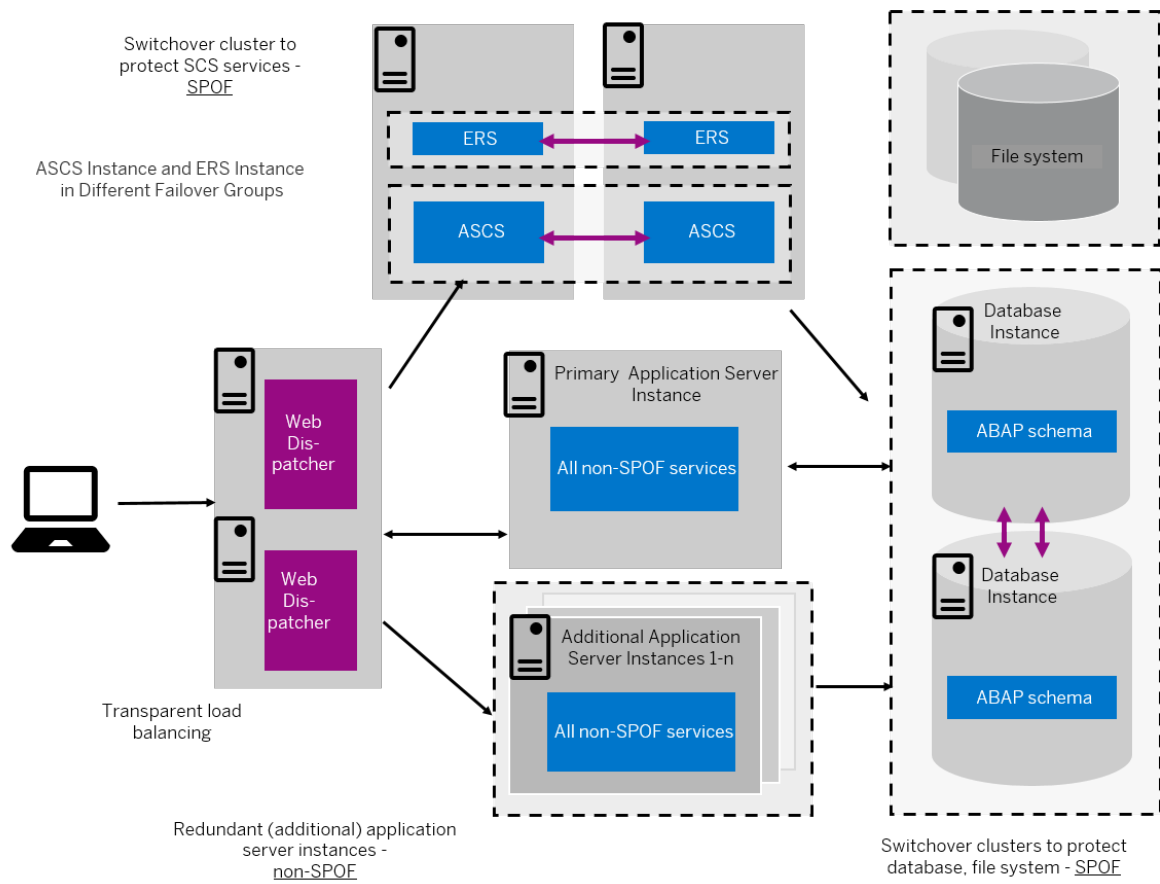 Switchover cluster to
protect SCS services -
SPOF
ASCS Instance and ERS Instance
in Different Failover Groups
ERS
ERS
ASCS
ASCS
File system
Database
Instance
ABAP schema
Database
Instance
ABAP schema
Web
Dis-
patcher
Web
Dis-
patcher
Primary Application Server
Instance
All non-SPOF services
Additional Application
Server Instances 1-n
All non-SPOF services
Transparent load
balancing
Redundant (additional) application
server instances -
non-SPOF
Switchover clusters to protect
database, file system - SPOF